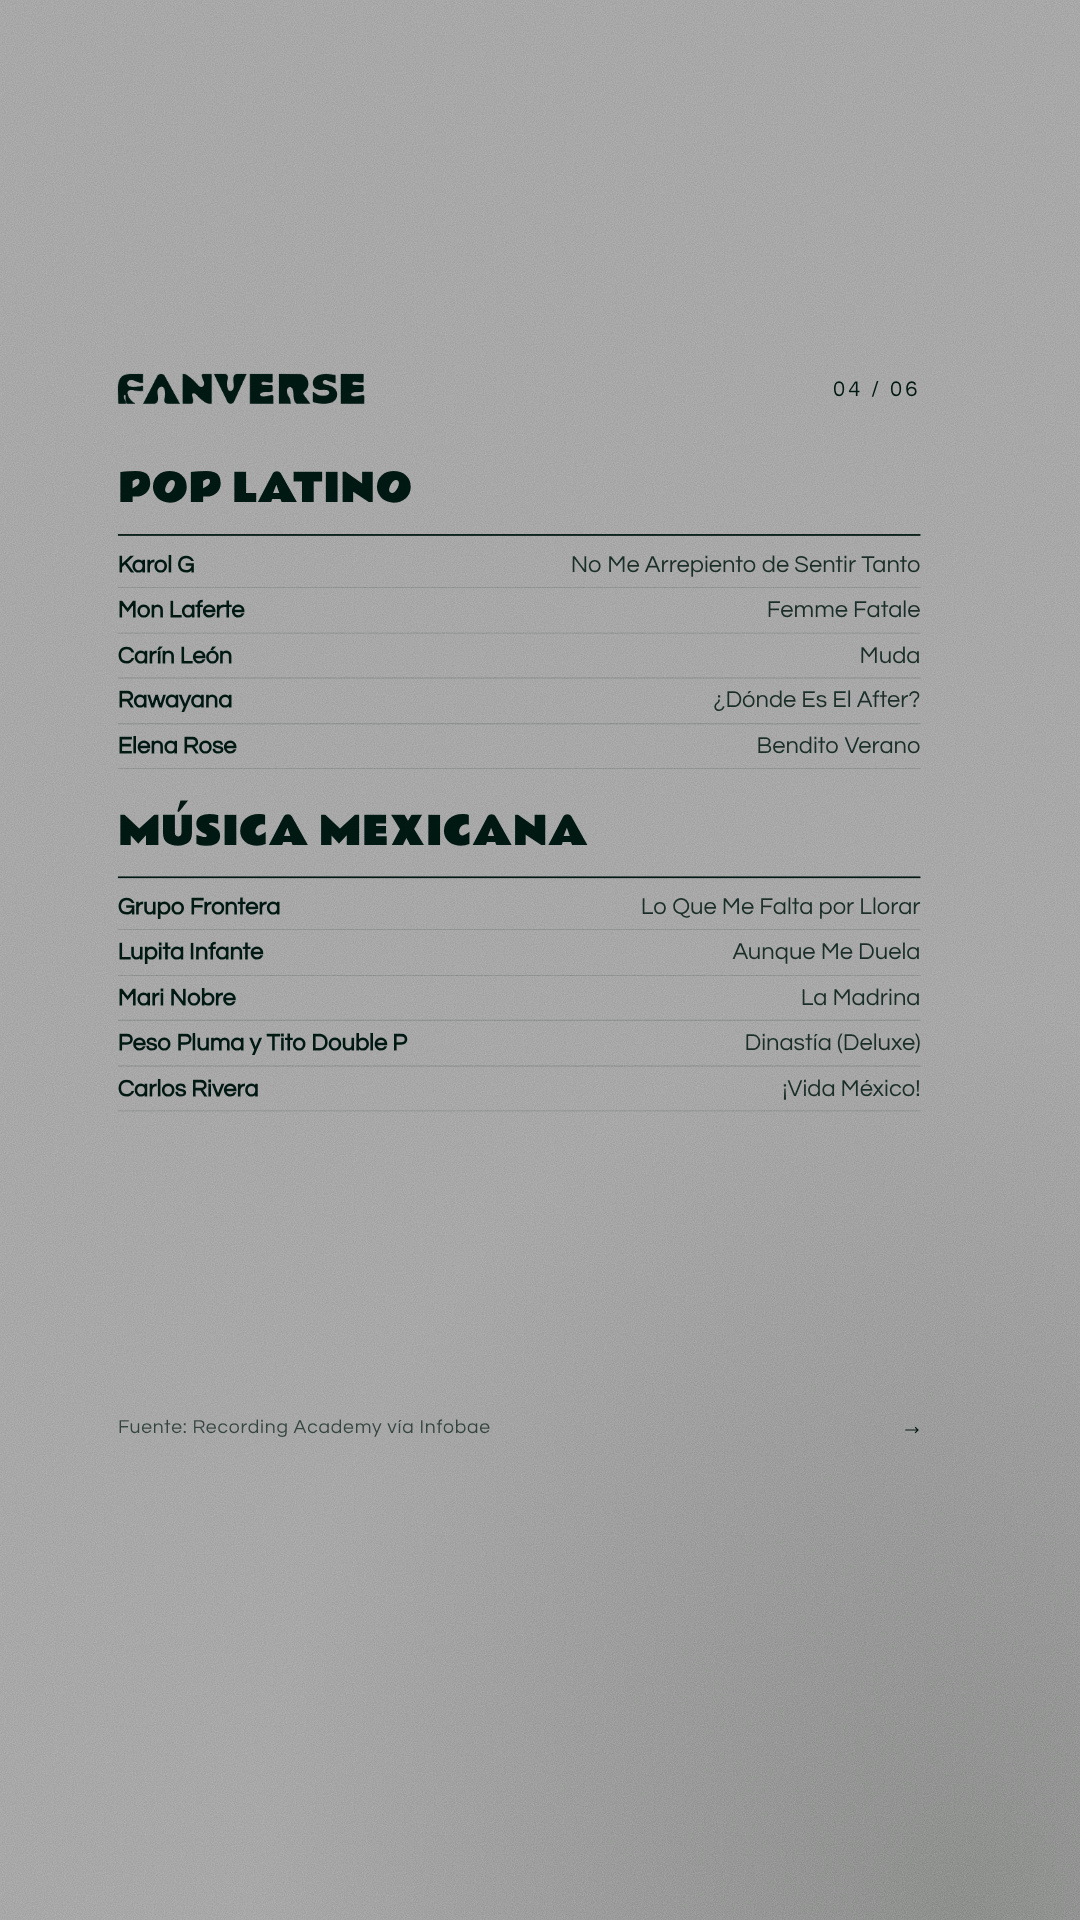 FANVERSE 04 / 06
POP LATINO
Karol G No Me Arrepiento de Sentir Tanto
Mon Laferte Femme Fatale
Carín León Muda
Rawayana ¿Dónde Es El After?
Elena Rose Bendito Verano
MÚSICA MEXICANA
Grupo Frontera Lo Que Me Falta por Llorar
Lupita Infante Aunque Me Duela
Mari Nobre La Madrina
Peso Pluma y Tito Double P Dinastía (Deluxe)
Carlos Rivera ¡Vida México!
Fuente: Recording Academy vía Infobae →